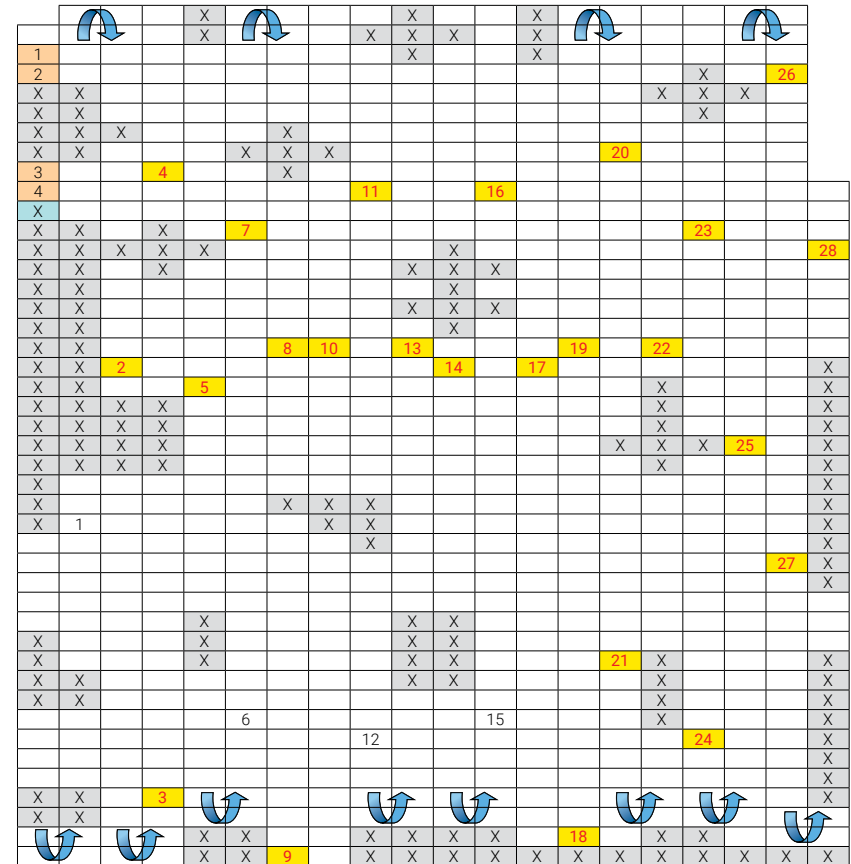 X X X
X X X X X
1 X X
2 X 26
X X X X X
X X X
X X X X
X X X X X 20
3 4 X
4 11 16
X
X X X 7 23
X X X X X X 28
X X X X X X
X X X
X X X X X
X X X
X X 8 10 13 19 22
X X 2 14 17 X
X X 5 X X
X X X X X X
X X X X X X
X X X X X X X 25 X
X X X X X X
X X
X X X X X
X 1 X X X
X X
27 X
X
X X X
X X X X
X X X X 21 X X
X X X X X X
X X X X
6 15 X X
12 24 X
X
X
X X 3 X
X X
X X X X X X 18 X X
X X 9 X X X X X X X X X X X X